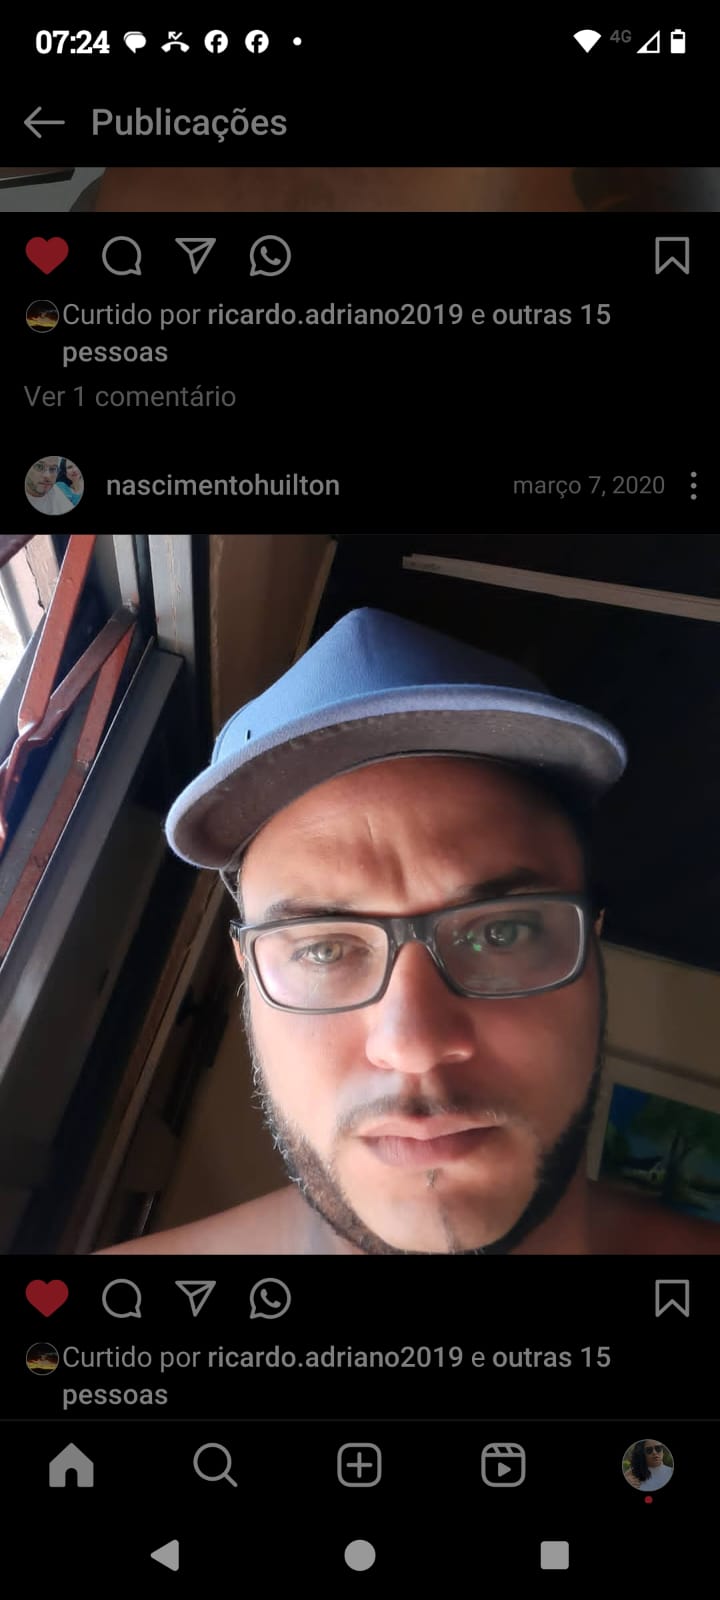 07:24
4G
Publicações
Curtido por ricardo.adriano2019 e outras 15
pessoas
Ver 1 comentário
nascimentohuilton
março 7, 2020
Curtido por ricardo.adriano2019 e outras 15
pessoas